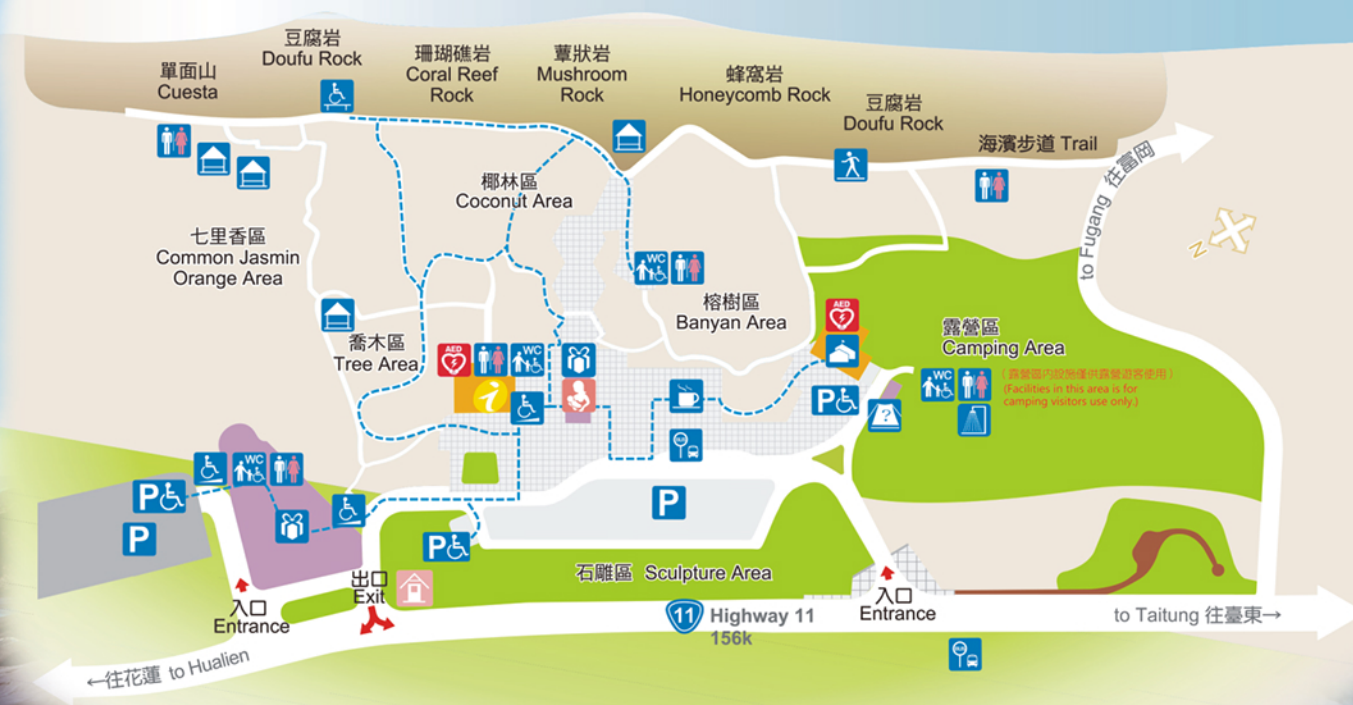 豆腐岩
Doufu Rock
單面山
Cuesta
珊瑚礁岩
Coral Reef
Rock
蕈狀岩
Mushroom
Rock
蜂窩岩
Honeycomb Rock
豆腐岩
Doufu Rock
海濱步道 Trail
to Fugang 往富岡
N
椰林區
Coconut Area
七里香區
Common Jasmin
Orange Area
WC
榕樹區
Banyan Area
喬木區
Tree Area
AED
WC
i
AED
露營區
Camping Area
WC
(露營區內設施僅供露營遊客使用)
(Facilities in this area is for
camping visitors use only.)
P
?
BUS
WC
P
P
P
P
石雕區 Sculpture Area
出口
Exit
入口
Entrance
入口
Entrance
11
Highway 11
156k
to Taitung 往臺東→
BUS
←往花蓮 to Hualien